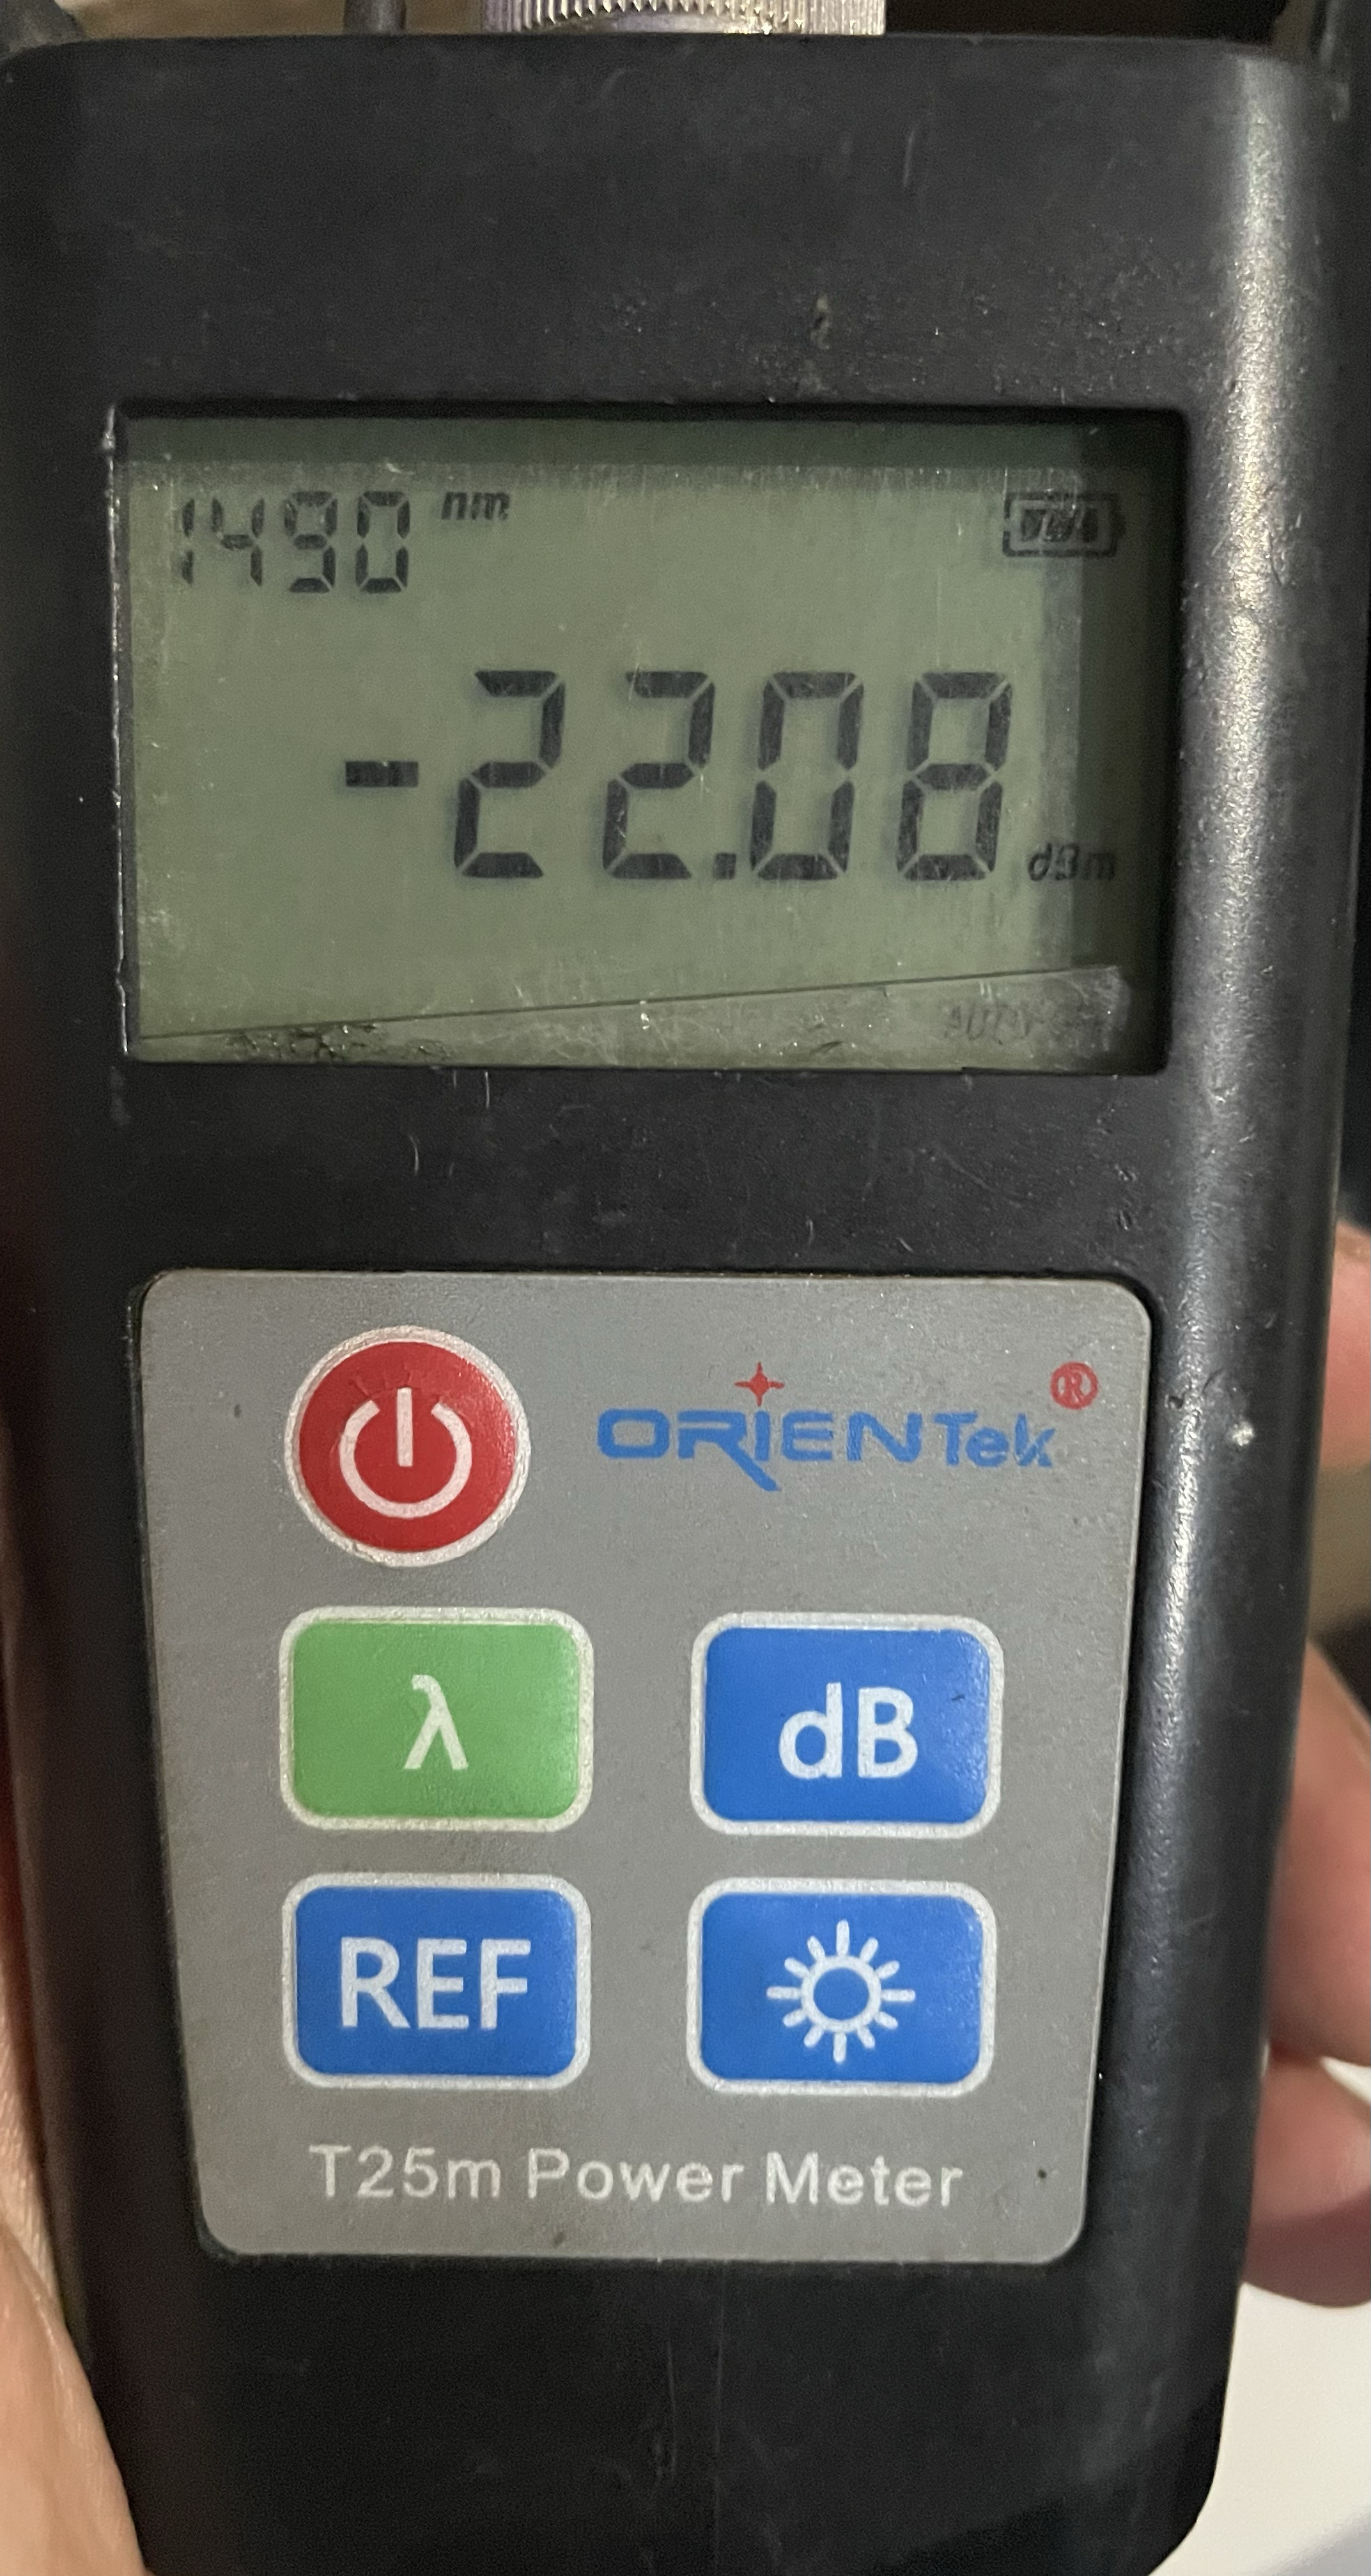 1490 nm
-22.08 dBm
ORIENTek ®
λ dB
REF
T25m Power Meter